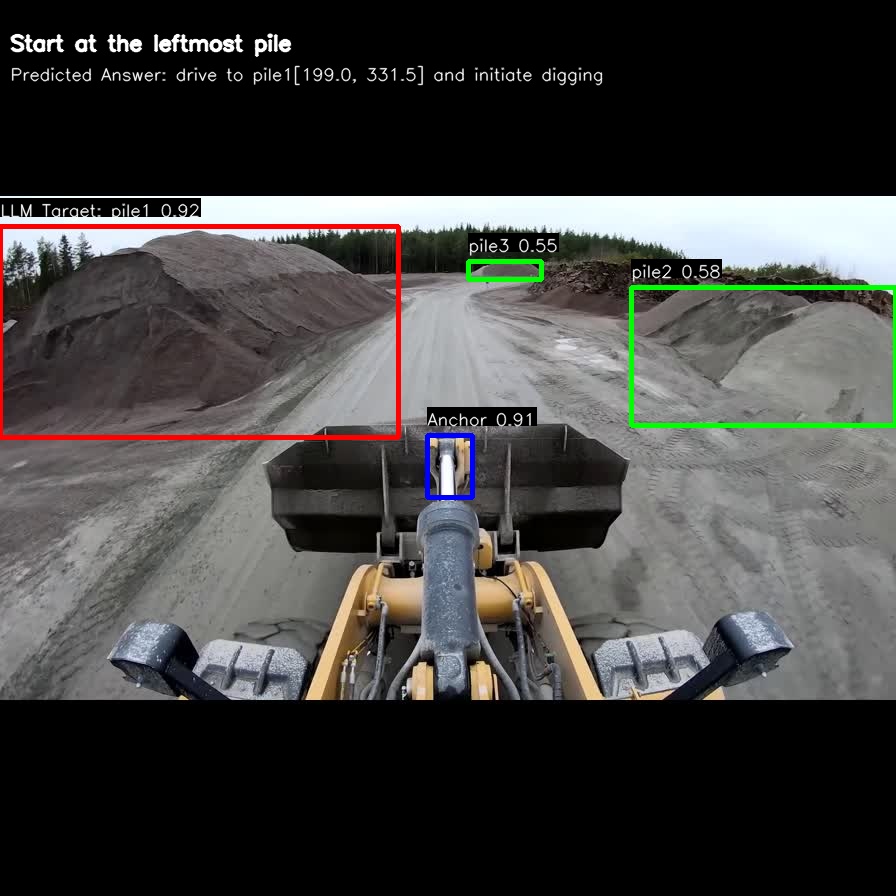 Start at the leftmost pile
Predicted Answer: drive to pile1[199.0, 331.5] and initiate digging
LLM Target: pile1 0.92
pile3 0.55
pile2 0.58
Anchor 0.91